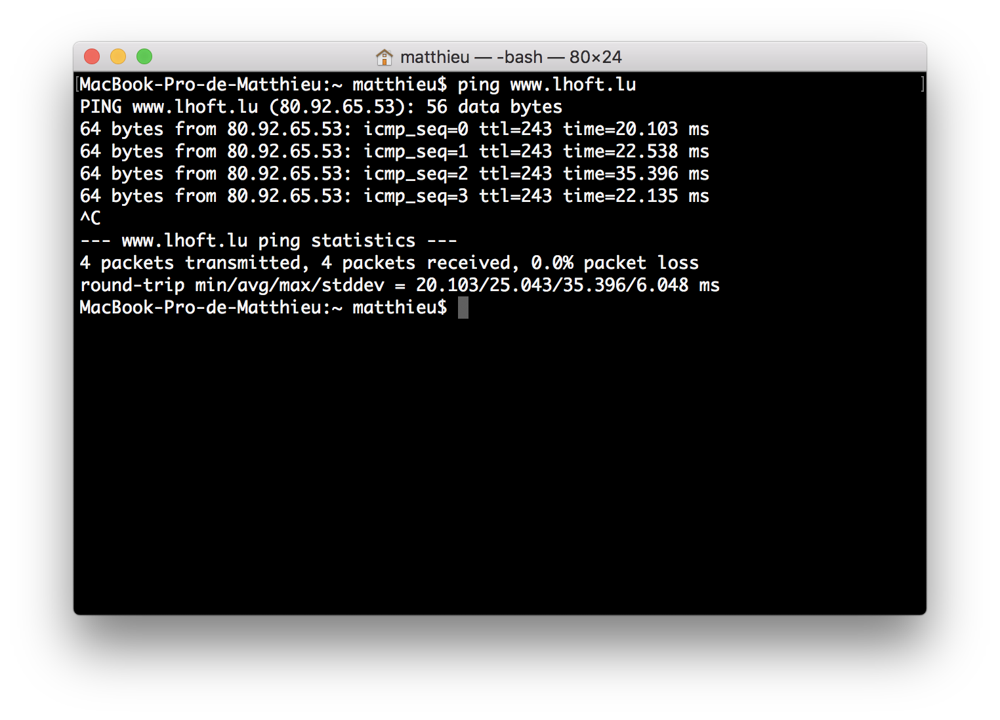 matthieu — -bash — 80×24
MacBook-Pro-de-Matthieu:~ matthieu$ ping www.lhoft.lu
PING www.lhoft.lu (80.92.65.53): 56 data bytes
64 bytes from 80.92.65.53: icmp_seq=0 ttl=243 time=20.103 ms
64 bytes from 80.92.65.53: icmp_seq=1 ttl=243 time=22.538 ms
64 bytes from 80.92.65.53: icmp_seq=2 ttl=243 time=35.396 ms
64 bytes from 80.92.65.53: icmp_seq=3 ttl=243 time=22.135 ms
^C
--- www.lhoft.lu ping statistics ---
4 packets transmitted, 4 packets received, 0.0% packet loss
round-trip min/avg/max/stddev = 20.103/25.043/35.396/6.048 ms
MacBook-Pro-de-Matthieu:~ matthieu$